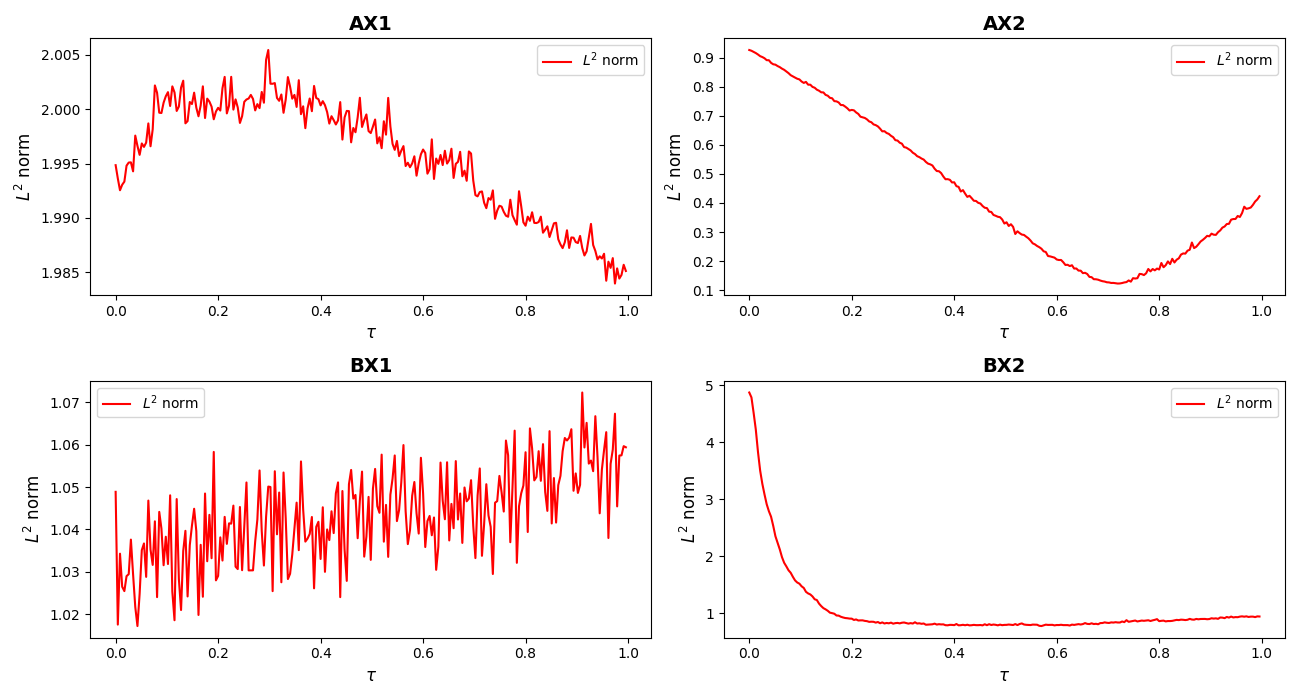 AX1
L² norm
2.005
2.000
1.995
1.990
1.985
L² norm
0.0 0.2 0.4 0.6 0.8 1.0
τ
AX2
L² norm
0.9
0.8
0.7
0.6
0.5
0.4
0.3
0.2
0.1
L² norm
0.0 0.2 0.4 0.6 0.8 1.0
τ
BX1
L² norm
1.07
1.06
1.05
1.04
1.03
1.02
L² norm
0.0 0.2 0.4 0.6 0.8 1.0
τ
BX2
L² norm
5
4
3
2
1
L² norm
0.0 0.2 0.4 0.6 0.8 1.0
τ